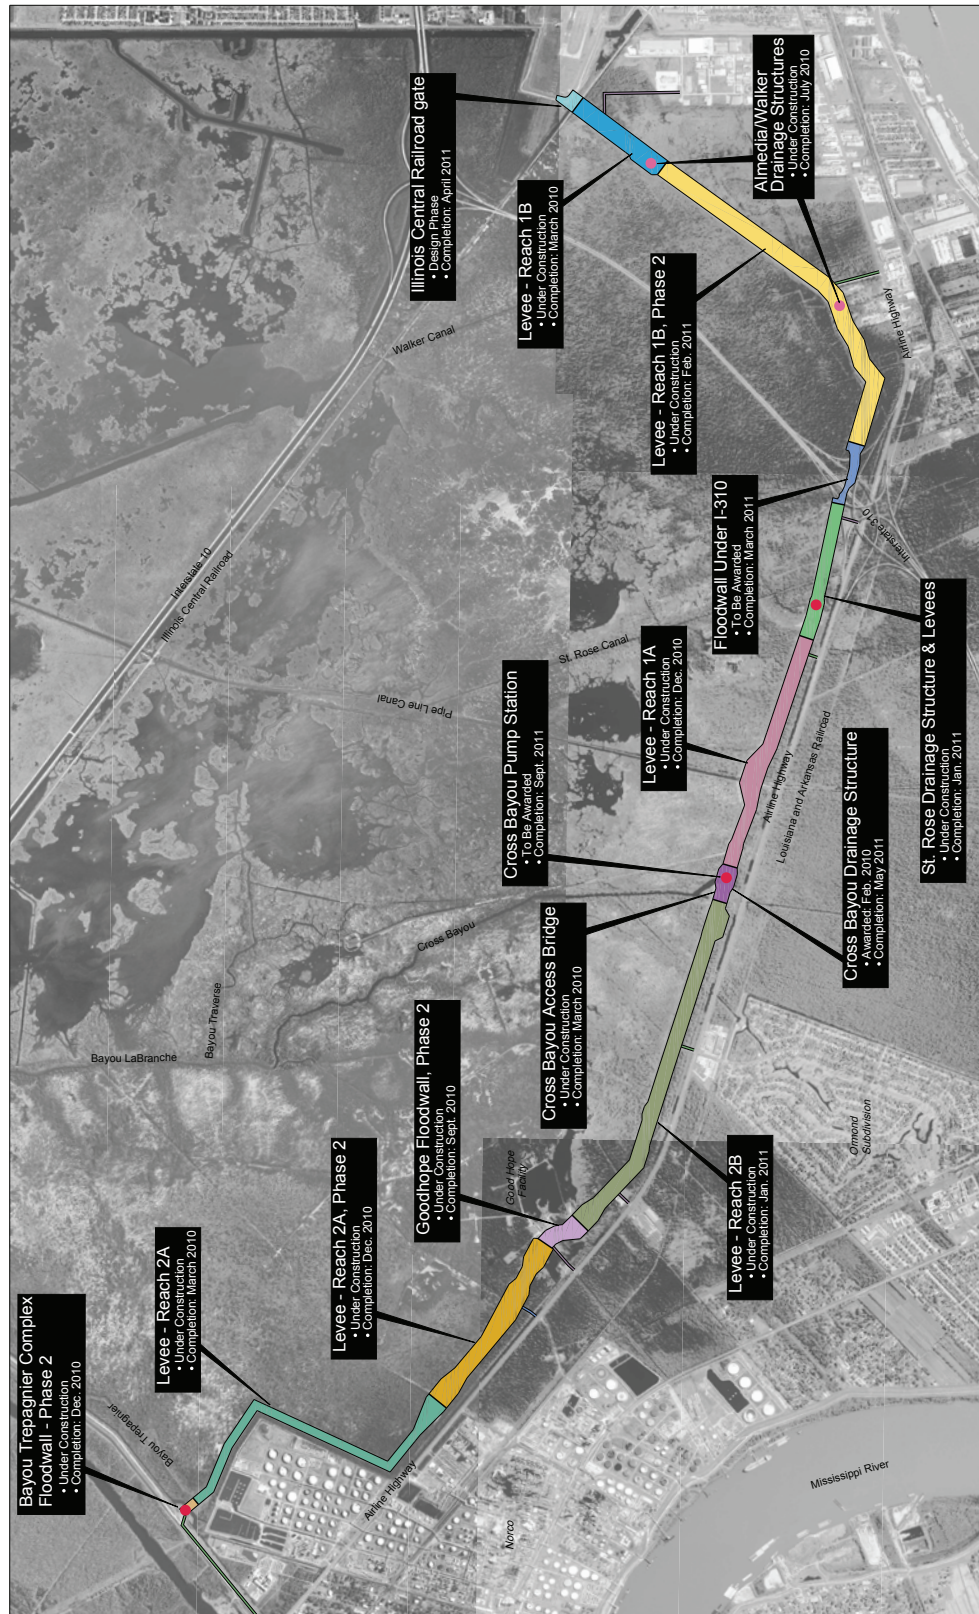 Bayou Trepagnier Complex
Floodwall - Phase 2
• Under Construction
• Completion: Dec. 2010
Levee - Reach 2A
• Under Construction
• Completion: March 2010
Levee - Reach 2A, Phase 2
• Under Construction
• Completion: Dec. 2010
Goodhope Floodwall, Phase 2
• Under Construction
• Completion: Sept. 2010
Cross Bayou Access Bridge
• Under Construction
• Completion: March 2010
Cross Bayou Pump Station
• To Be Awarded
• Completion: Sept. 2011
Levee - Reach 1A
• Under Construction
• Completion: Dec. 2010
Floodwall Under I-310
• To Be Awarded
• Completion: March 2011
Levee - Reach 1B, Phase 2
• Under Construction
• Completion: Feb. 2011
Levee - Reach 1B
• Under Construction
• Completion: March 2010
Illinois Central Railroad gate
• Design Phase
• Completion: April 2011
Almedia/Walker
Drainage Structures
• Under Construction
• Completion: July 2010
Levee - Reach 2B
• Under Construction
• Completion: Jan. 2011
Cross Bayou Drainage Structure
• Awarded: Feb. 2010
• Completion: May 2011
St. Rose Drainage Structure & Levees
• Under Construction
• Completion: Jan. 2011
Bayou Trepagnier
Bayou LaBranche
Bayou Traverse
Cross Bayou
Pipe Line Canal
St. Rose Canal
Interstate 10
Illinois Central Railroad
Walker Canal
Good Hope
Facility
Airline Highway
Norco
Mississippi River
Ormond
Subdivision
Airline Highway
Louisiana and Arkansas Railroad
Interstate 310
Airline Highway